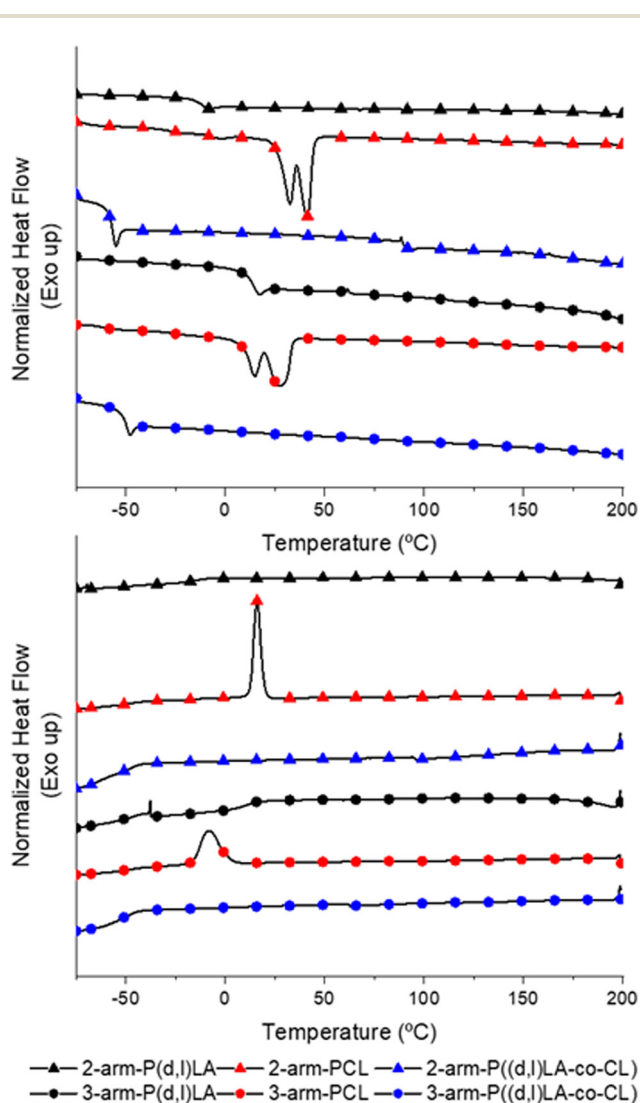 Normalized Heat Flow
(Exo up)
-50 0 50 100 150 200
Temperature (ºC)
Normalized Heat Flow
(Exo up)
-50 0 50 100 150 200
Temperature (ºC)
2-arm-P(d,l)LA 2-arm-PCL 2-arm-P((d,l)LA-co-CL)
3-arm-P(d,l)LA 3-arm-PCL 3-arm-P((d,l)LA-co-CL)